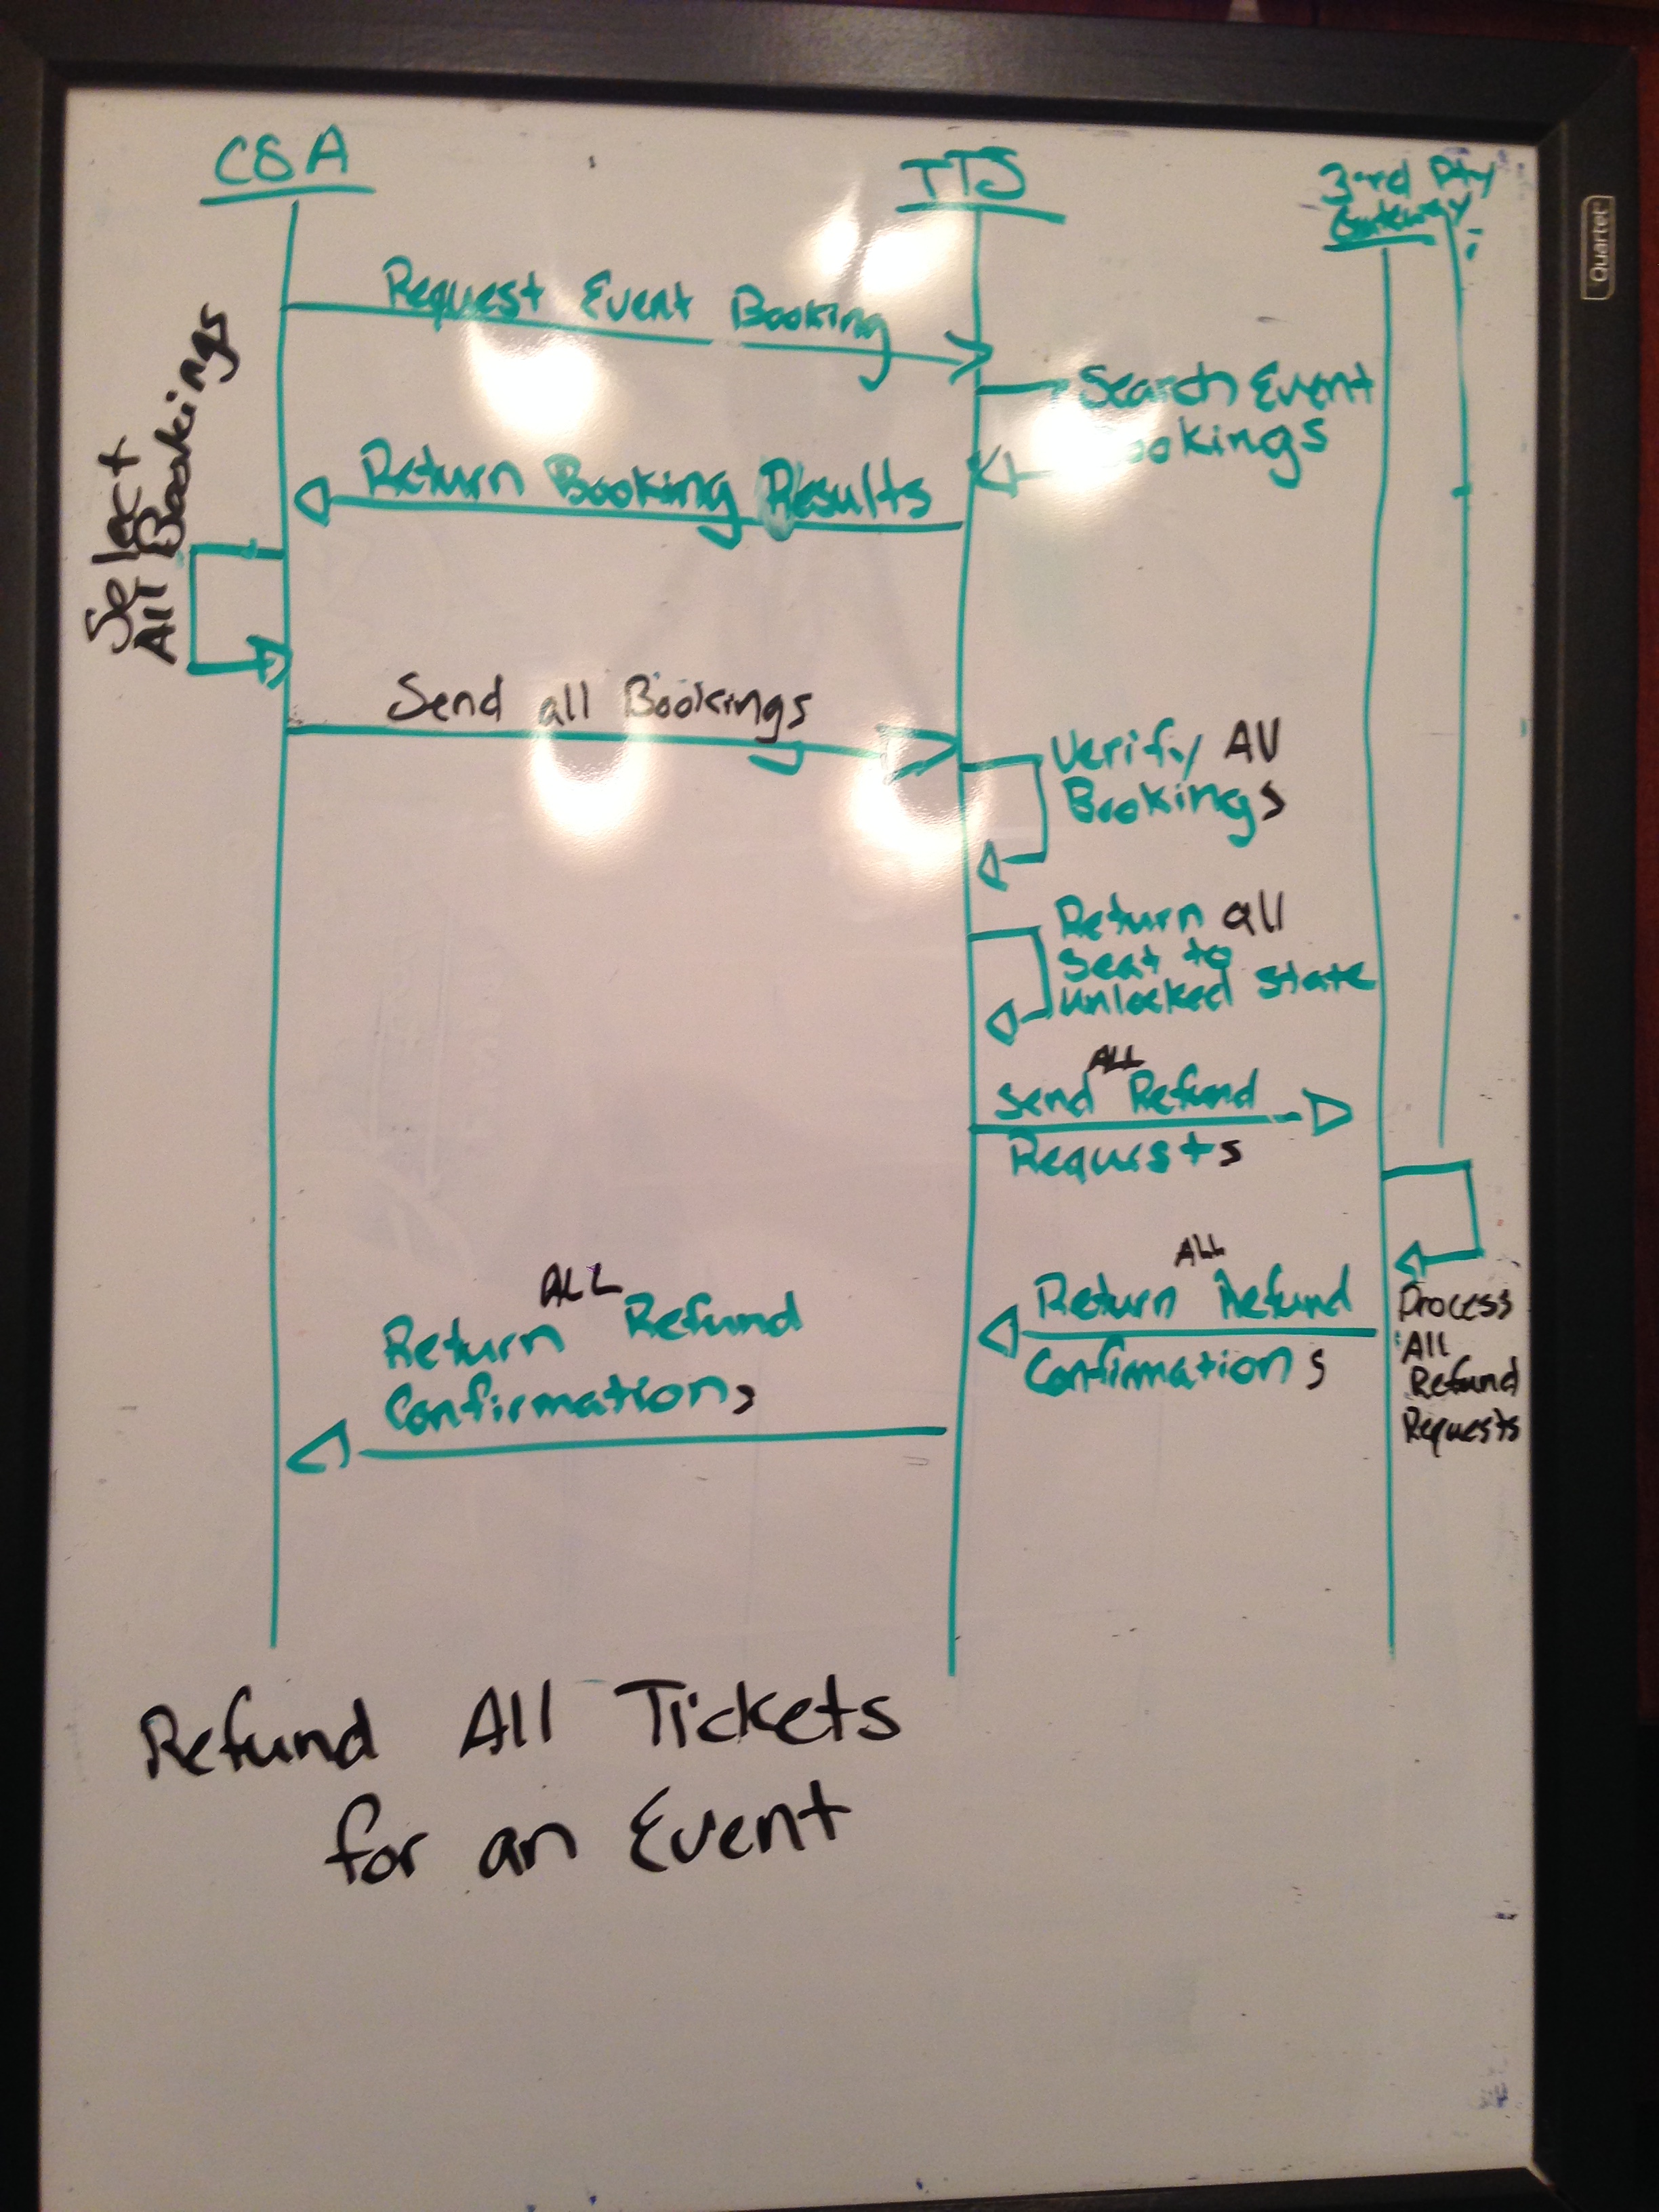 CSA
TTS
3rd Pty
Gateway
Quartet
Request Event Booking
Search Event
Bookings
Return Booking Results
Select
All Bookings
Send all Bookings
Verify All
Bookings
Return all
seat to
unlocked state
ALL
Send Refund
Requests
ALL
Return Refund
Confirmations
Process
All
Refund
Requests
ALL
Return Refund
Confirmations
Refund All Tickets
for an Event